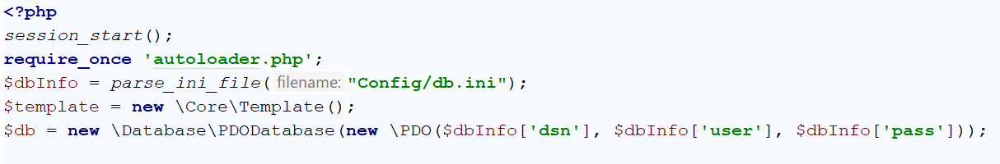 <?php
session_start();
require_once 'autoloader.php';
$dbInfo = parse_ini_file( filename: "Config/db.ini");
$template = new \Core\Template();
$db = new \Database\PDODatabase(new \PDO($dbInfo['dsn'], $dbInfo['user'], $dbInfo['pass']));